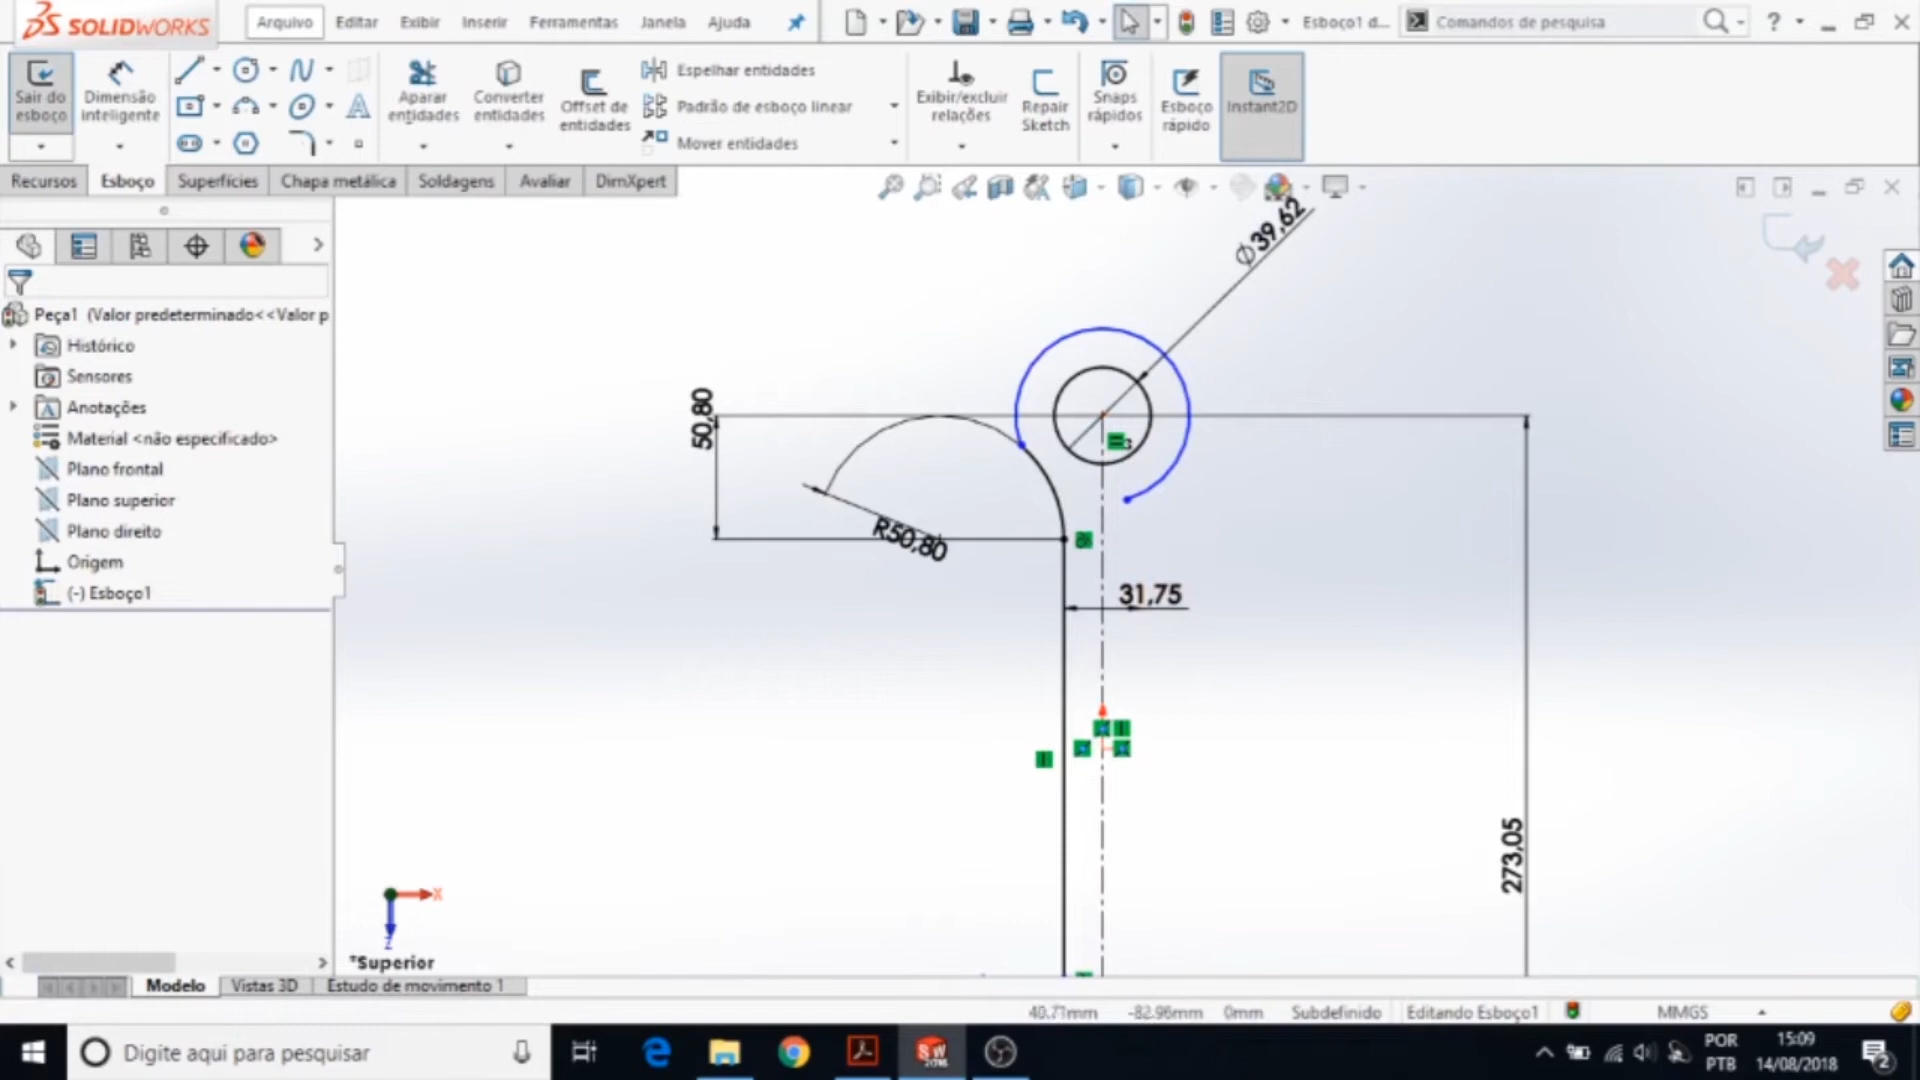 SOLIDWORKS
Arquivo Editar Exibir Inserir Ferramentas Janela Ajuda
Esboço1 d...
Comandos de pesquisa
Sair do esboço
Dimensão inteligente
Aparar entidades
Converter entidades
Offset de entidades
Espelhar entidades
Padrão de esboço linear
Mover entidades
Exibir/excluir relações
Repair Sketch
Snaps rápidos
Esboço rápido
Instant2D
Recursos Esboço Superfícies Chapa metálica Soldagens Avaliar DimXpert
Peça1 (Valor predeterminado<<Valor p
Histórico
Sensores
Anotações
Material <não especificado>
Plano frontal
Plano superior
Plano direito
Origem
(-) Esboço1
Ø39,62
50,80
R50,80
31,75
273,05
X
Z
*Superior
Modelo Vistas 3D Estudo de movimento 1
40.71mm -82.96mm 0mm Subdefinido Editando Esboço1 MMGS
Digite aqui para pesquisar
POR
PTB
15:09
14/08/2018
2